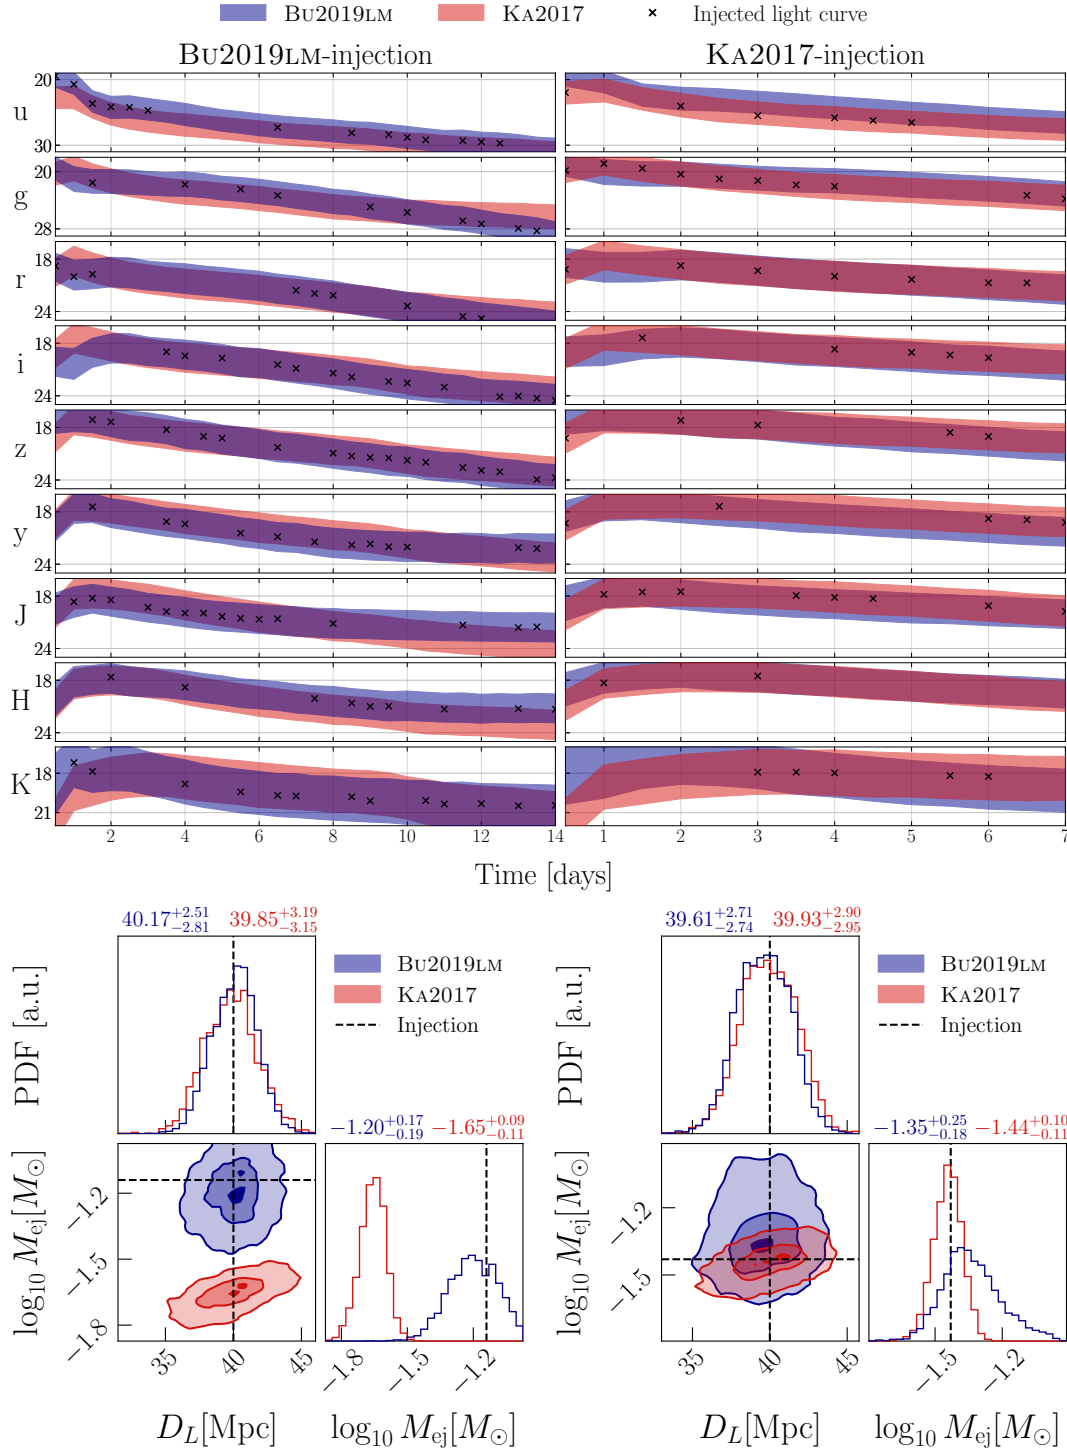 BU2019LM KA2017 Injected light curve
BU2019LM-injection KA2017-injection
u 20 30
g 20 28
r 18 24
i 18 24
z 18 24
y 18 24
J 18 24
H 18 24
K 18 21
2 4 6 8 10 12 14 1 2 3 4 5 6 7
Time [days]
40.17+2.51−2.81 39.85+3.19−3.15 39.61+2.71−2.74 39.93+2.90−2.95
PDF [a.u.] BU2019LM KA2017 Injection
PDF [a.u.] BU2019LM KA2017 Injection
−1.20+0.17−0.19 −1.65+0.09−0.11 −1.35+0.25−0.18 −1.44+0.10−0.11
log10 Mej[M⊙] −1.2 −1.5 −1.8
log10 Mej[M⊙] −1.2 −1.5
35 40 45 −1.8 −1.5 −1.2 35 40 45 −1.5 −1.2
DL[Mpc] log10 Mej[M⊙] DL[Mpc] log10 Mej[M⊙]